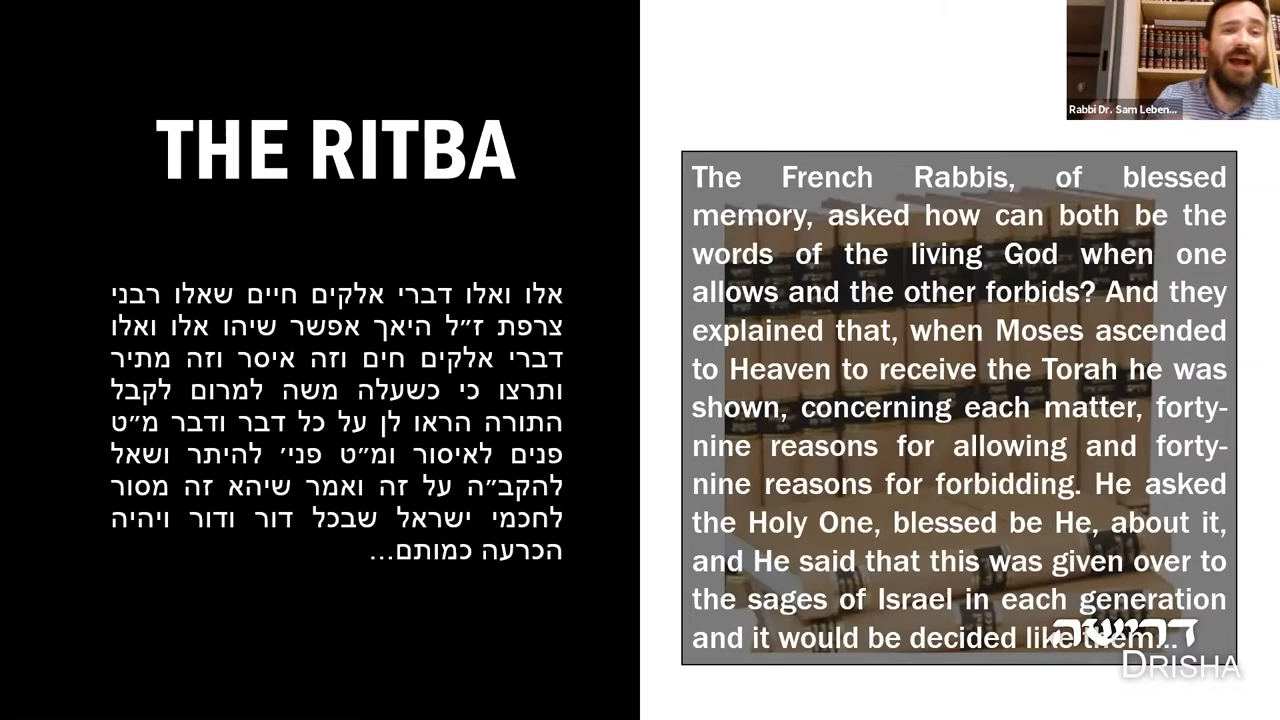 THE RITBA
אלו ואלו דברי אלקים חיים שאלו רבני
צרפת ז״ל היאך אפשר שיהו אלו ואלו
דברי אלקים חים וזה איסר וזה מתיר
ותרצו כי כשעלה משה למרום לקבל
התורה הראו לן על כל דבר ודבר מ״ט
פנים לאיסור ומ״ט פני׳ להיתר ושאל
להקב״ה על זה ואמר שיהא זה מסור
לחכמי ישראל שבכל דור ודור ויהיה
הכרעה כמותם...
The French Rabbis, of blessed
memory, asked how can both be the
words of the living God when one
allows and the other forbids? And they
explained that, when Moses ascended
to Heaven to receive the Torah he was
shown, concerning each matter, forty-
nine reasons for allowing and forty-
nine reasons for forbidding. He asked
the Holy One, blessed be He, about it,
and He said that this was given over to
the sages of Israel in each generation
and it would be decided like them...
Rabbi Dr. Sam Leben...
דרישה
DRISHA